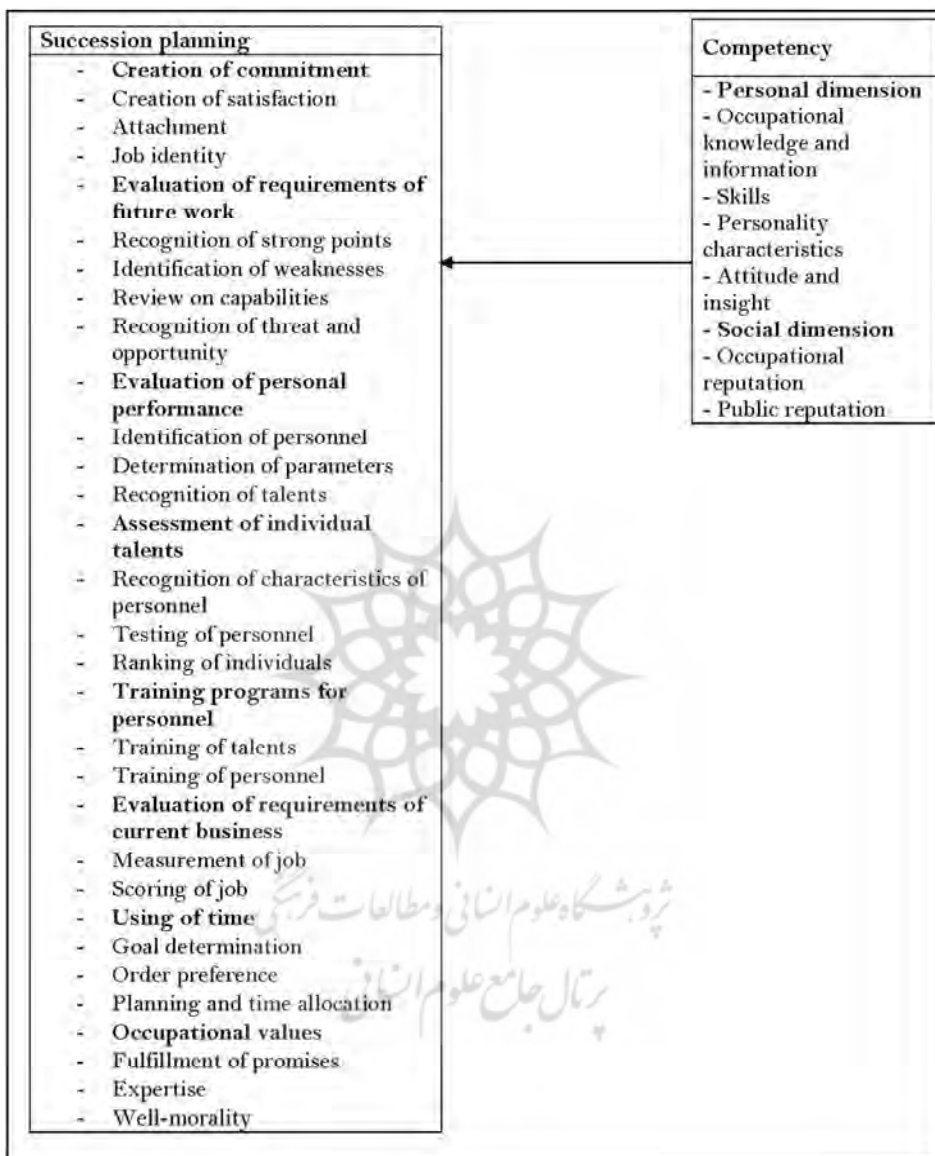 Succession planning
- Creation of commitment
- Creation of satisfaction
- Attachment
- Job identity
- Evaluation of requirements of
future work
- Recognition of strong points
- Identification of weaknesses
- Review on capabilities
- Recognition of threat and
opportunity
- Evaluation of personal
performance
- Identification of personnel
- Determination of parameters
- Recognition of talents
- Assessment of individual
talents
- Recognition of characteristics of
personnel
- Testing of personnel
- Ranking of individuals
- Training programs for
personnel
- Training of talents
- Training of personnel
- Evaluation of requirements of
current business
- Measurement of job
- Scoring of job
- Using of time
- Goal determination
- Order preference
- Planning and time allocation
- Occupational values
- Fulfillment of promises
- Expertise
- Well-morality
Competency
- Personal dimension
- Occupational
knowledge and
information
- Skills
- Personality
characteristics
- Attitude and
insight
- Social dimension
- Occupational
reputation
- Public reputation
پژوهشگاه علوم انسانی و مطالعات فرهنگی
پرتال جامع علوم انسانی